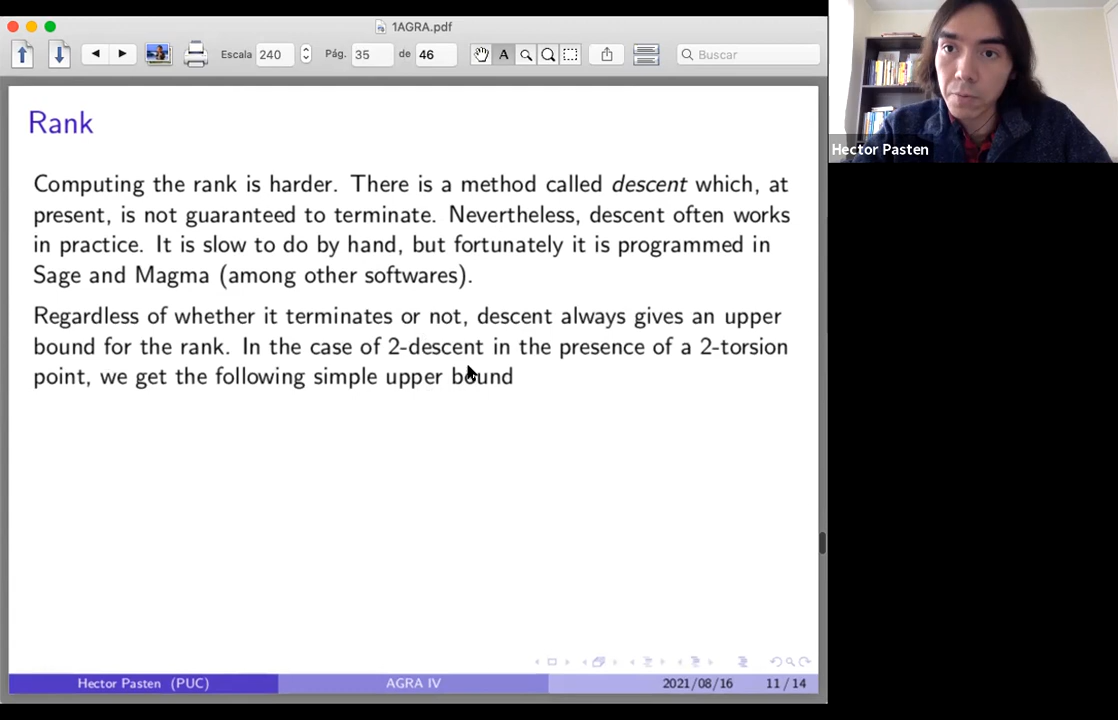 1AGRA.pdf
Escala 240 Pág. 35 de 46 A Buscar
Rank
Computing the rank is harder. There is a method called descent which, at
present, is not guaranteed to terminate. Nevertheless, descent often works
in practice. It is slow to do by hand, but fortunately it is programmed in
Sage and Magma (among other softwares).
Regardless of whether it terminates or not, descent always gives an upper
bound for the rank. In the case of 2-descent in the presence of a 2-torsion
point, we get the following simple upper bound
Hector Pasten (PUC) AGRA IV 2021/08/16 11 / 14
Hector Pasten